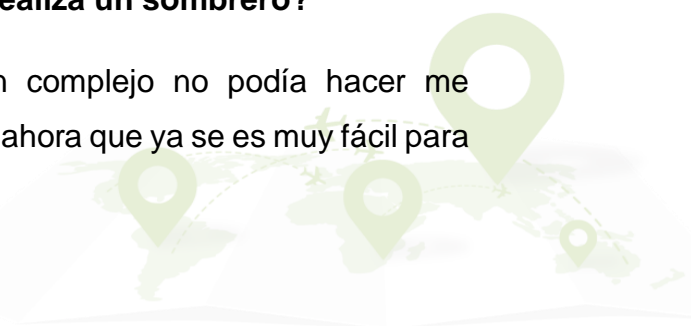 ealiza un sombrero?
n complejo no podía hacer me
ahora que ya se es muy fácil para